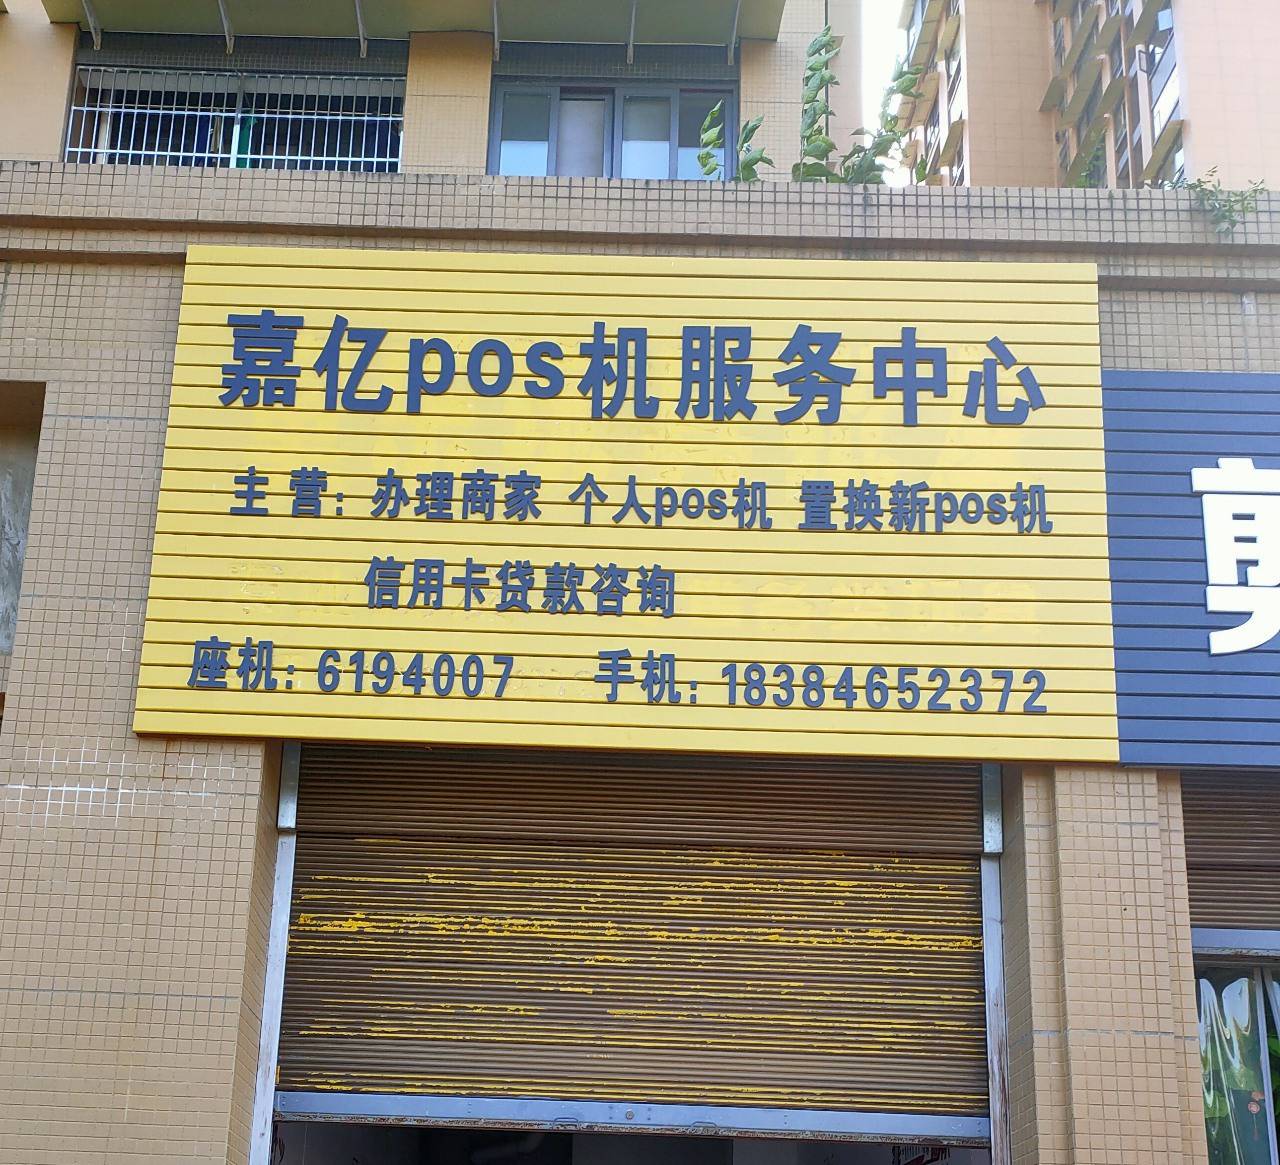 嘉亿pos机服务中心
主营：办理商家 个人pos机 置换新pos机
信用卡贷款咨询
座机：6194007 手机：18384652372
剪